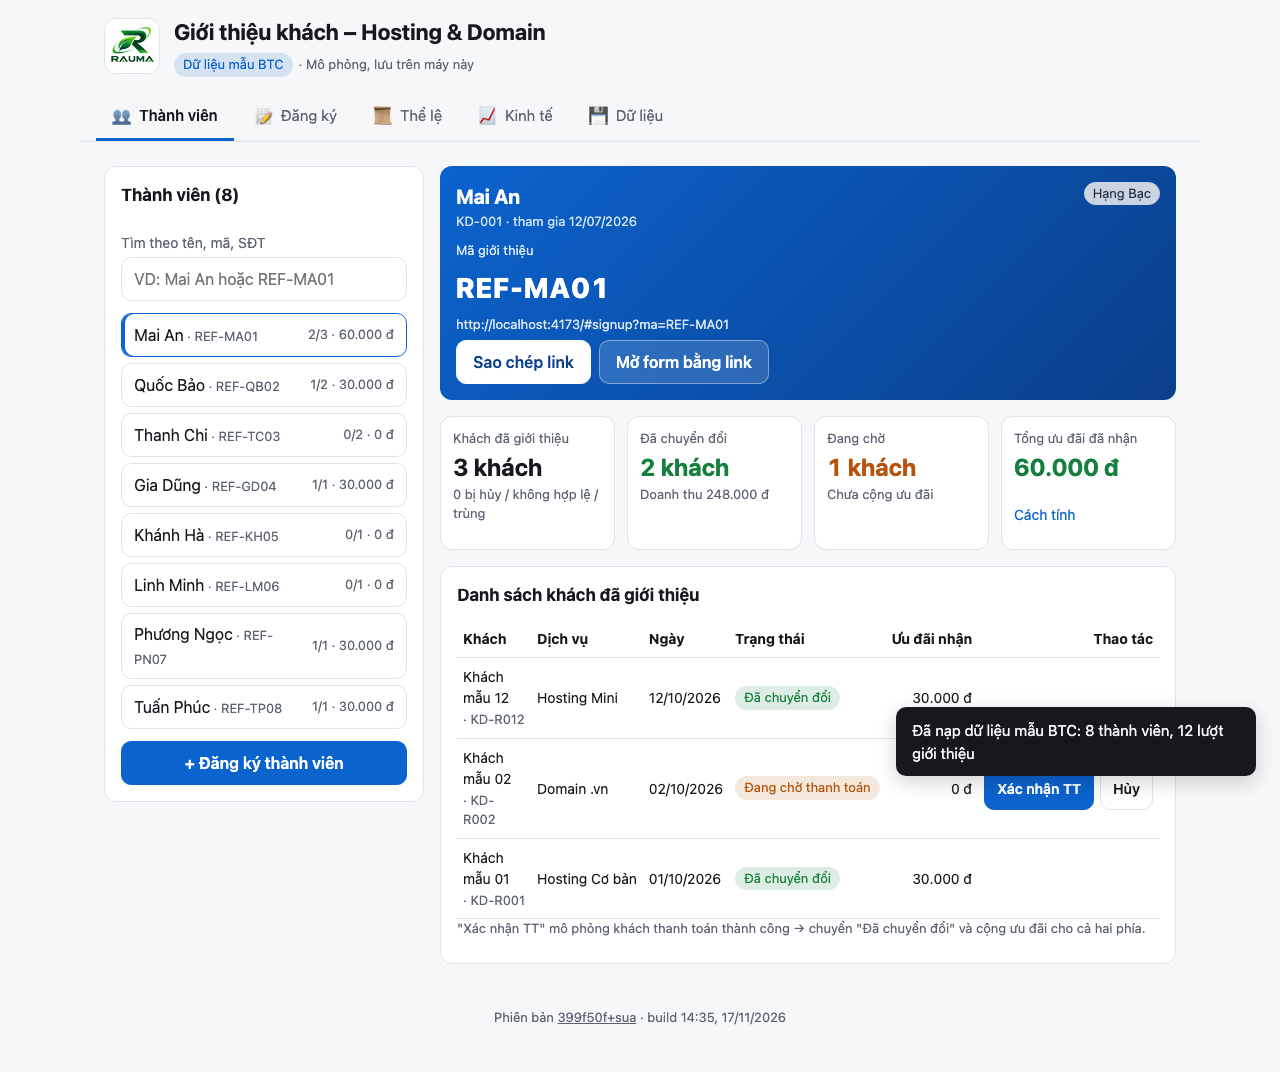 RAUMA
Giới thiệu khách – Hosting & Domain
Dữ liệu mẫu BTC · Mô phỏng, lưu trên máy này
Thành viên
Đăng ký
Thể lệ
Kinh tế
Dữ liệu
Thành viên (8)
Tìm theo tên, mã, SĐT
VD: Mai An hoặc REF-MA01
Mai An · REF-MA01 2/3 · 60.000 đ
Quốc Bảo · REF-QB02 1/2 · 30.000 đ
Thanh Chi · REF-TC03 0/2 · 0 đ
Gia Dũng · REF-GD04 1/1 · 30.000 đ
Khánh Hà · REF-KH05 0/1 · 0 đ
Linh Minh · REF-LM06 0/1 · 0 đ
Phương Ngọc · REF-
PN07 1/1 · 30.000 đ
Tuấn Phúc · REF-TP08 1/1 · 30.000 đ
+ Đăng ký thành viên
Mai An
Hạng Bạc
KD-001 · tham gia 12/07/2026
Mã giới thiệu
REF-MA01
http://localhost:4173/#signup?ma=REF-MA01
Sao chép link
Mở form bằng link
Khách đã giới thiệu
3 khách
0 bị hủy / không hợp lệ /
trùng
Đã chuyển đổi
2 khách
Doanh thu 248.000 đ
Đang chờ
1 khách
Chưa cộng ưu đãi
Tổng ưu đãi đã nhận
60.000 đ
Cách tính
Danh sách khách đã giới thiệu
Khách Dịch vụ Ngày Trạng thái Ưu đãi nhận Thao tác
Khách
mẫu 12
· KD-R012
Hosting Mini 12/10/2026 Đã chuyển đổi 30.000 đ
Đã nạp dữ liệu mẫu BTC: 8 thành viên, 12 lượt
giới thiệu
Khách
mẫu 02
· KD-
R002
Domain .vn 02/10/2026 Đang chờ thanh toán 0 đ Xác nhận TT Hủy
Khách
mẫu 01
· KD-R001
Hosting Cơ bản 01/10/2026 Đã chuyển đổi 30.000 đ
"Xác nhận TT" mô phỏng khách thanh toán thành công → chuyển "Đã chuyển đổi" và cộng ưu đãi cho cả hai phía.
Phiên bản 399f50f+sua · build 14:35, 17/11/2026